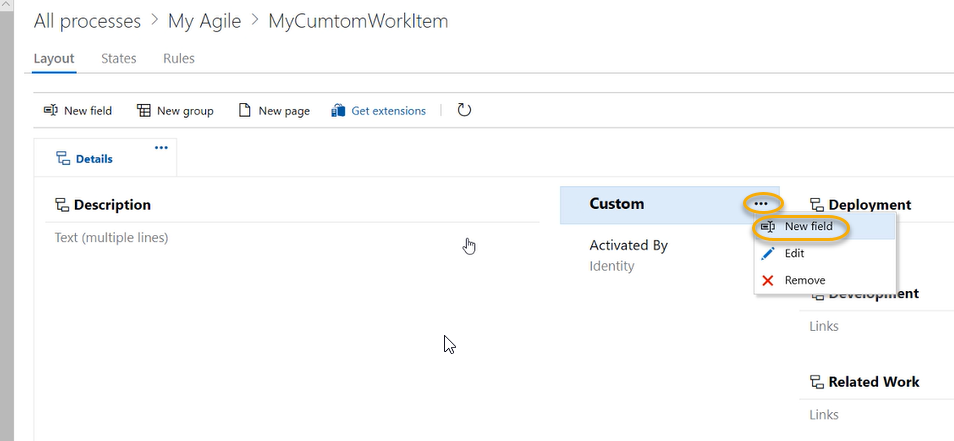 All processes > My Agile > MyCumtomWorkItem
Layout States Rules
New field New group New page Get extensions
Details ...
Description
Text (multiple lines)
Custom ...
Activated By
Identity
New field
Edit
Remove
Deployment
Development
Links
Related Work
Links